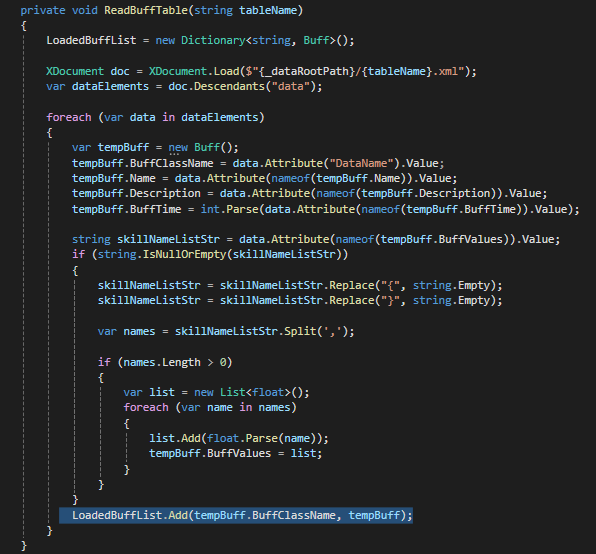 private void ReadBuffTable(string tableName)
{
LoadedBuffList = new Dictionary<string, Buff>();
XDocument doc = XDocument.Load($"{_dataRootPath}/{tableName}.xml");
var dataElements = doc.Descendants("data");
foreach (var data in dataElements)
{
var tempBuff = new Buff();
tempBuff.BuffClassName = data.Attribute("DataName").Value;
tempBuff.Name = data.Attribute(nameof(tempBuff.Name)).Value;
tempBuff.Description = data.Attribute(nameof(tempBuff.Description)).Value;
tempBuff.BuffTime = int.Parse(data.Attribute(nameof(tempBuff.BuffTime)).Value);
string skillNameListStr = data.Attribute(nameof(tempBuff.BuffValues)).Value;
if (string.IsNullOrEmpty(skillNameListStr))
{
skillNameListStr = skillNameListStr.Replace("{", string.Empty);
skillNameListStr = skillNameListStr.Replace("}", string.Empty);
var names = skillNameListStr.Split(',');
if (names.Length > 0)
{
var list = new List<float>();
foreach (var name in names)
{
list.Add(float.Parse(name));
tempBuff.BuffValues = list;
}
}
}
LoadedBuffList.Add(tempBuff.BuffClassName, tempBuff);
}
}